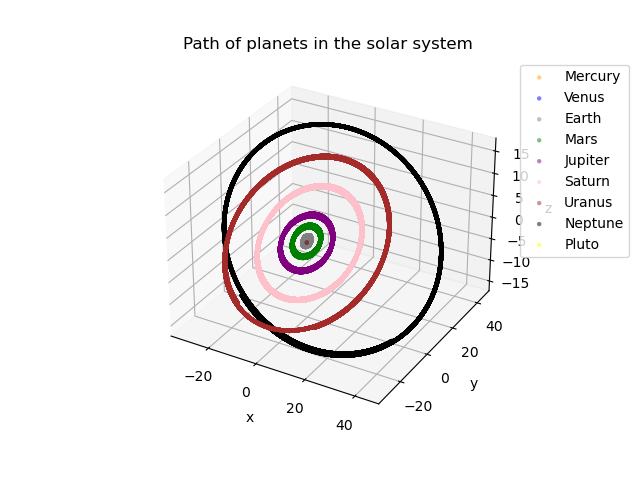 Path of planets in the solar system
Mercury
Venus
Earth
Mars
Jupiter
Saturn
Uranus
Neptune
Pluto
15
10
5
0
−5
−10
−15
z
40
20
0
−20
y
−20
0
20
40
x